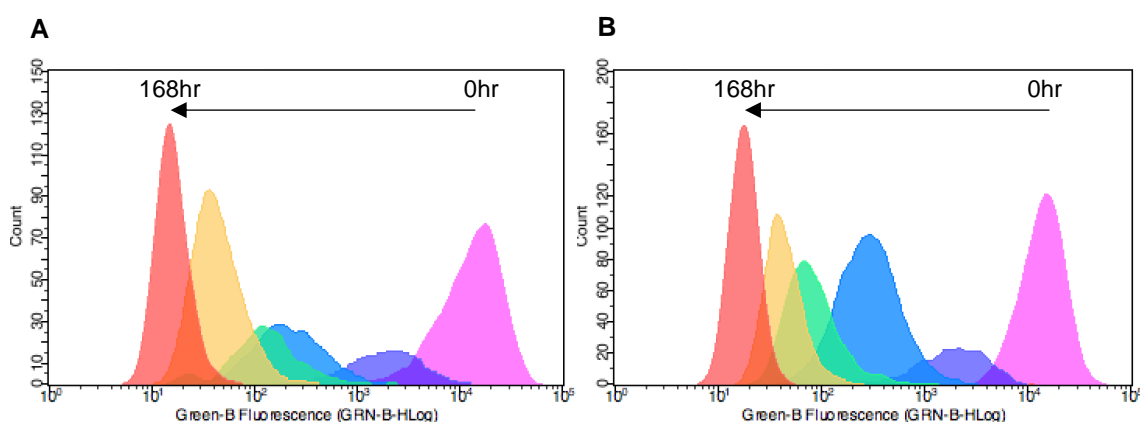 A
168hr 0hr
150
130
110
90
70
50
30
10
0
Count
10⁰ 10¹ 10² 10³ 10⁴ 10⁵
Green-B Fluorescence (GRN-B-HLog)
B
168hr 0hr
200
160
120
100
80
60
40
20
0
Count
10⁰ 10¹ 10² 10³ 10⁴ 10⁵
Green-B Fluorescence (GRN-B-HLog)